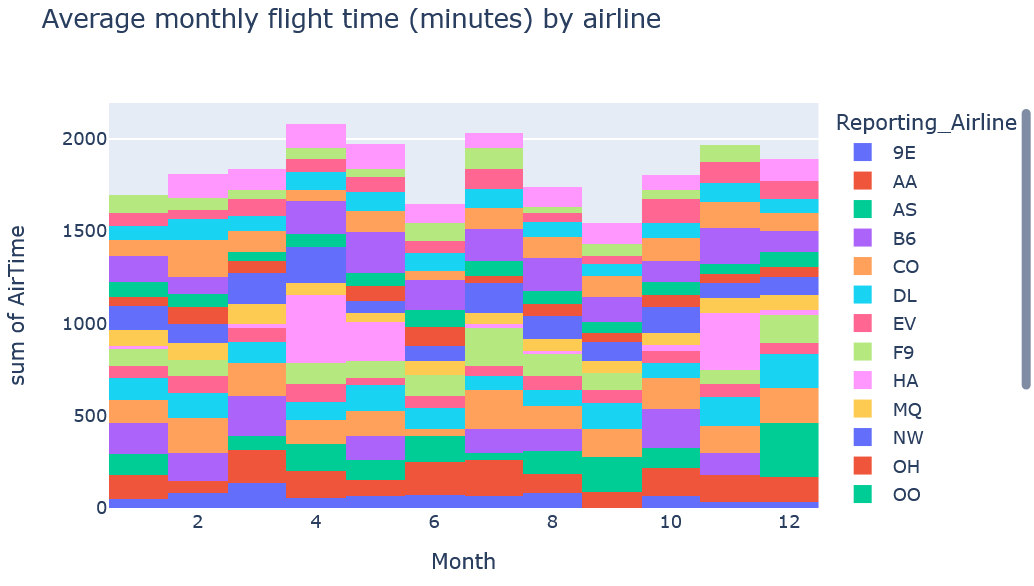 Average monthly flight time (minutes) by airline
Reporting_Airline
9E
AA
AS
B6
CO
DL
EV
F9
HA
MQ
NW
OH
OO
sum of AirTime
2000
1500
1000
500
0
2 4 6 8 10 12
Month